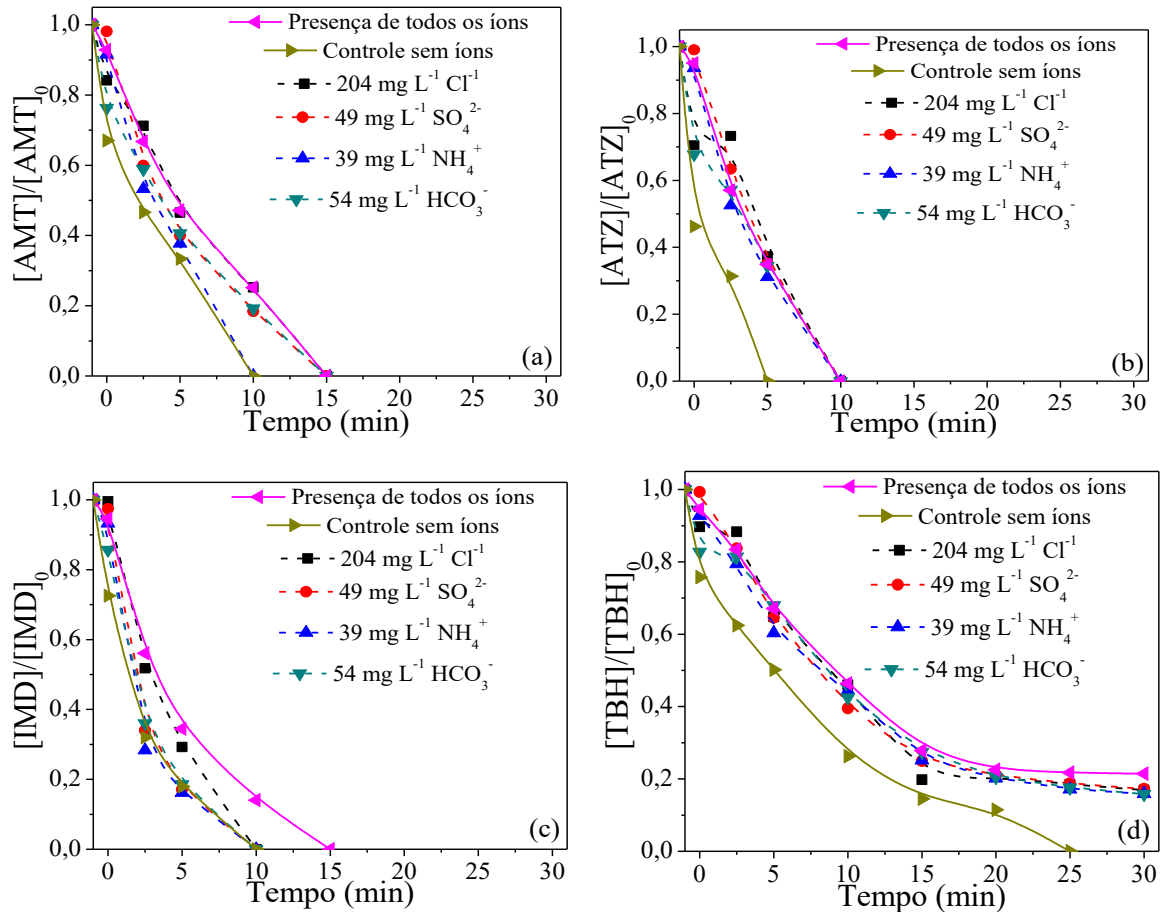 1,0
0,8
0,6
0,4
0,2
0,0
[AMT]/[AMT]₀
Presença de todos os íons
Controle sem íons
204 mg L⁻¹ Cl⁻¹
49 mg L⁻¹ SO₄²⁻
39 mg L⁻¹ NH₄⁺
54 mg L⁻¹ HCO₃⁻
(a)
0 5 10 15 20 25 30
Tempo (min)
1,0
0,8
0,6
0,4
0,2
0,0
[ATZ]/[ATZ]₀
Presença de todos os íons
Controle sem íons
204 mg L⁻¹ Cl⁻¹
49 mg L⁻¹ SO₄²⁻
39 mg L⁻¹ NH₄⁺
54 mg L⁻¹ HCO₃⁻
(b)
0 5 10 15 20 25 30
Tempo (min)
1,0
0,8
0,6
0,4
0,2
0,0
[IMD]/[IMD]₀
Presença de todos os íons
Controle sem íons
204 mg L⁻¹ Cl⁻¹
49 mg L⁻¹ SO₄²⁻
39 mg L⁻¹ NH₄⁺
54 mg L⁻¹ HCO₃⁻
(c)
0 5 10 15 20 25 30
Tempo (min)
1,0
0,8
0,6
0,4
0,2
0,0
[TBH]/[TBH]₀
Presença de todos os íons
Controle sem íons
204 mg L⁻¹ Cl⁻¹
49 mg L⁻¹ SO₄²⁻
39 mg L⁻¹ NH₄⁺
54 mg L⁻¹ HCO₃⁻
(d)
0 5 10 15 20 25 30
Tempo (min)